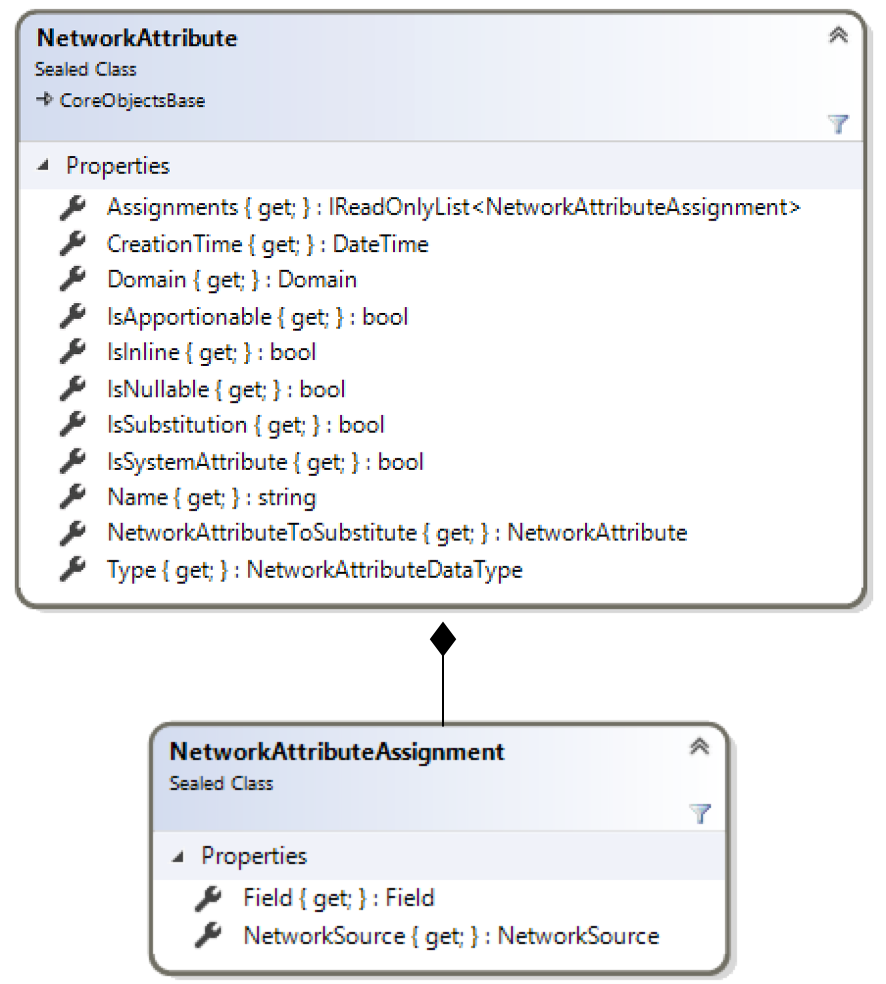 NetworkAttribute
Sealed Class
CoreObjectsBase
Properties
Assignments { get; } : IReadOnlyList<NetworkAttributeAssignment>
CreationTime { get; } : DateTime
Domain { get; } : Domain
IsApportionable { get; } : bool
IsInline { get; } : bool
IsNullable { get; } : bool
IsSubstitution { get; } : bool
IsSystemAttribute { get; } : bool
Name { get; } : string
NetworkAttributeToSubstitute { get; } : NetworkAttribute
Type { get; } : NetworkAttributeDataType
NetworkAttributeAssignment
Sealed Class
Properties
Field { get; } : Field
NetworkSource { get; } : NetworkSource